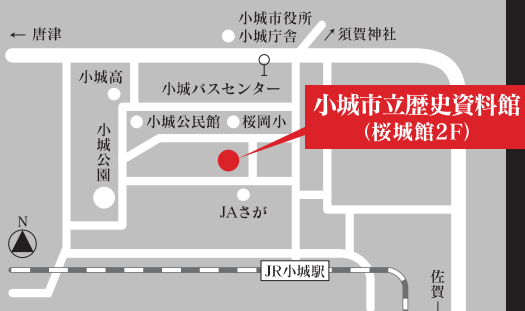 小城市役所
小城庁舎
← 唐津
↗ 須賀神社
小城高
小城バスセンター
小城市立歴史資料館
(桜城館2F)
小城公民館
桜岡小
小城公園
JAさが
N
JR小城駅
佐賀